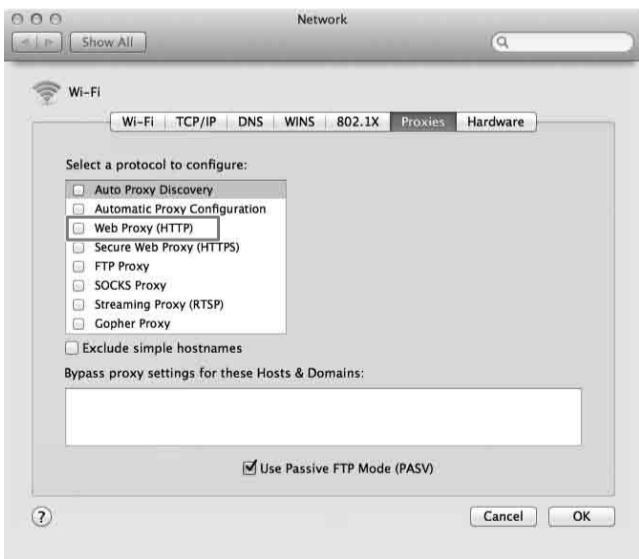 Network
Show All
Wi-Fi
Wi-Fi TCP/IP DNS WINS 802.1X Proxies Hardware
Select a protocol to configure:
Auto Proxy Discovery
Automatic Proxy Configuration
Web Proxy (HTTP)
Secure Web Proxy (HTTPS)
FTP Proxy
SOCKS Proxy
Streaming Proxy (RTSP)
Gopher Proxy
Exclude simple hostnames
Bypass proxy settings for these Hosts & Domains:
Use Passive FTP Mode (PASV)
? Cancel OK